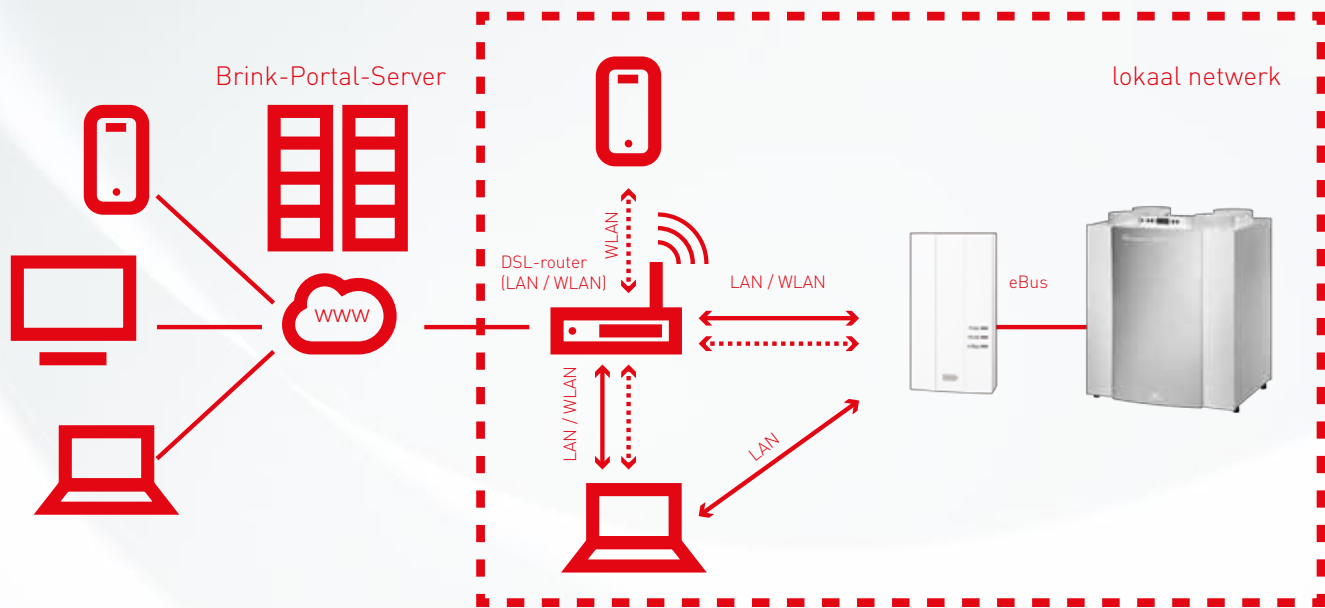 Brink-Portal-Server
lokaal netwerk
WLAN
DSL-router
(LAN / WLAN)
LAN / WLAN
eBus
www
LAN / WLAN
LAN